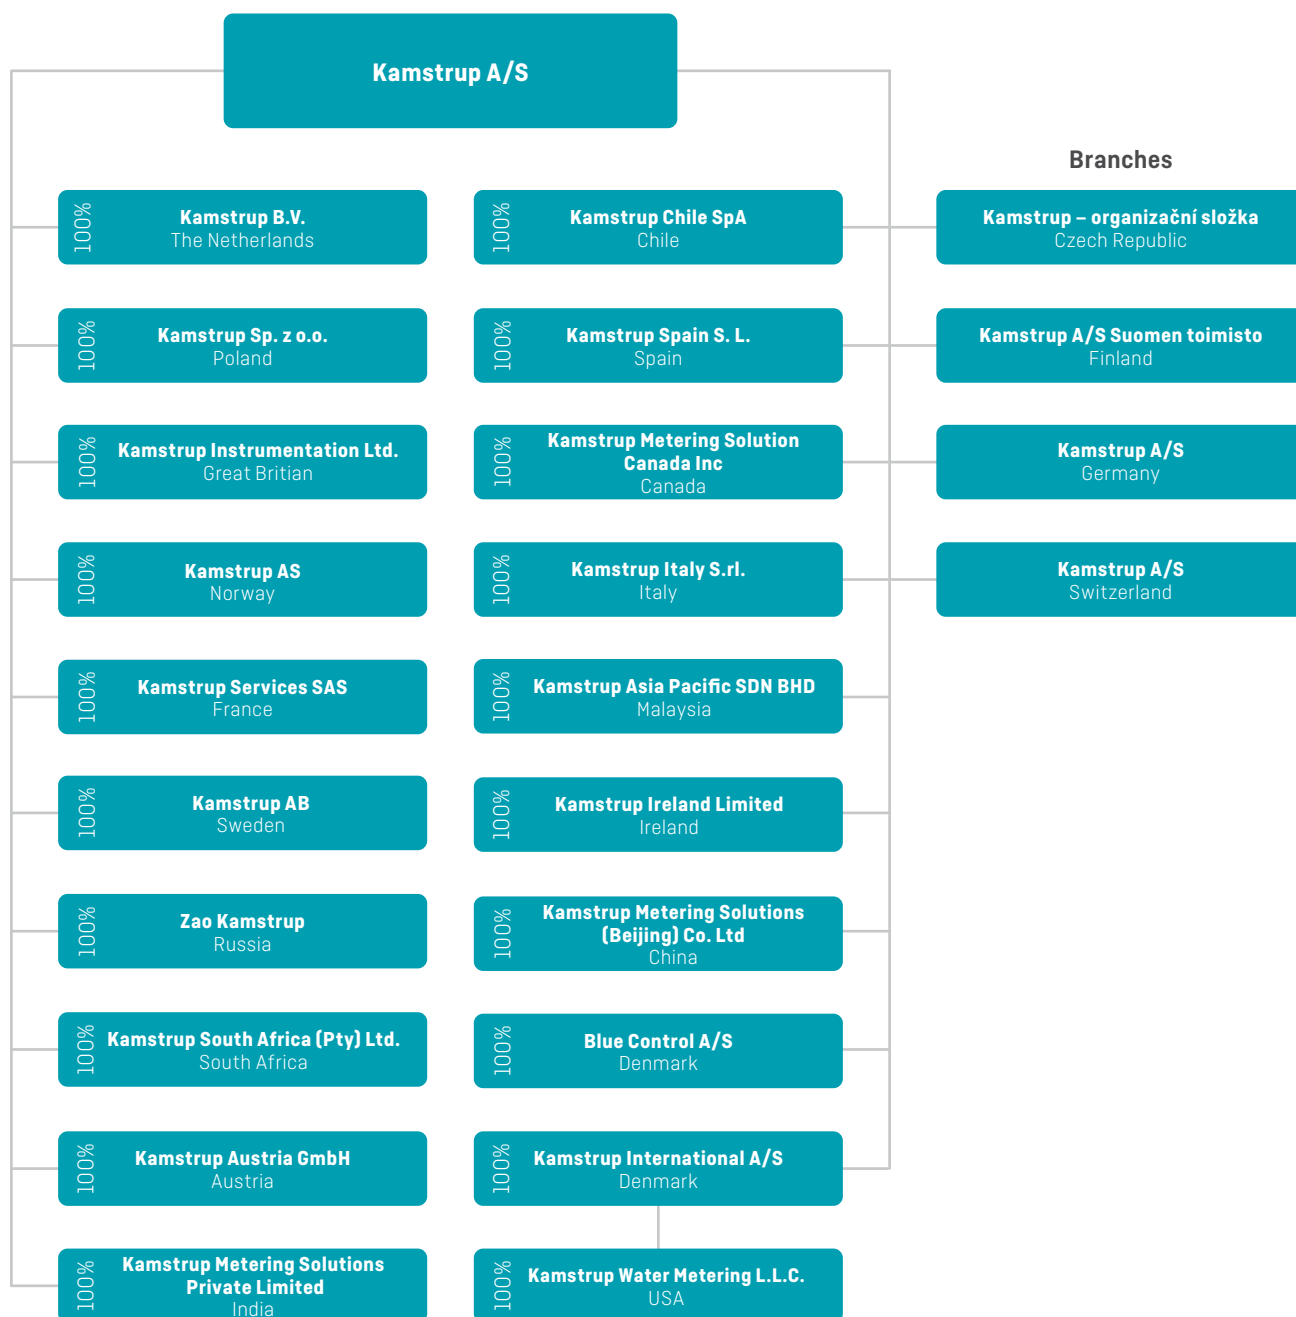 Kamstrup A/S
Branches
100%
Kamstrup B.V.
The Netherlands
100%
Kamstrup Chile SpA
Chile
Kamstrup – organizační složka
Czech Republic
100%
Kamstrup Sp. z o.o.
Poland
100%
Kamstrup Spain S. L.
Spain
Kamstrup A/S Suomen toimisto
Finland
100%
Kamstrup Instrumentation Ltd.
Great Britian
100%
Kamstrup Metering Solution
Canada Inc
Canada
Kamstrup A/S
Germany
100%
Kamstrup AS
Norway
100%
Kamstrup Italy S.rl.
Italy
Kamstrup A/S
Switzerland
100%
Kamstrup Services SAS
France
100%
Kamstrup Asia Pacific SDN BHD
Malaysia
100%
Kamstrup AB
Sweden
100%
Kamstrup Ireland Limited
Ireland
100%
Zao Kamstrup
Russia
100%
Kamstrup Metering Solutions
(Beijing) Co. Ltd
China
100%
Kamstrup South Africa (Pty) Ltd.
South Africa
100%
Blue Control A/S
Denmark
100%
Kamstrup Austria GmbH
Austria
100%
Kamstrup International A/S
Denmark
100%
Kamstrup Metering Solutions
Private Limited
India
100%
Kamstrup Water Metering L.L.C.
USA